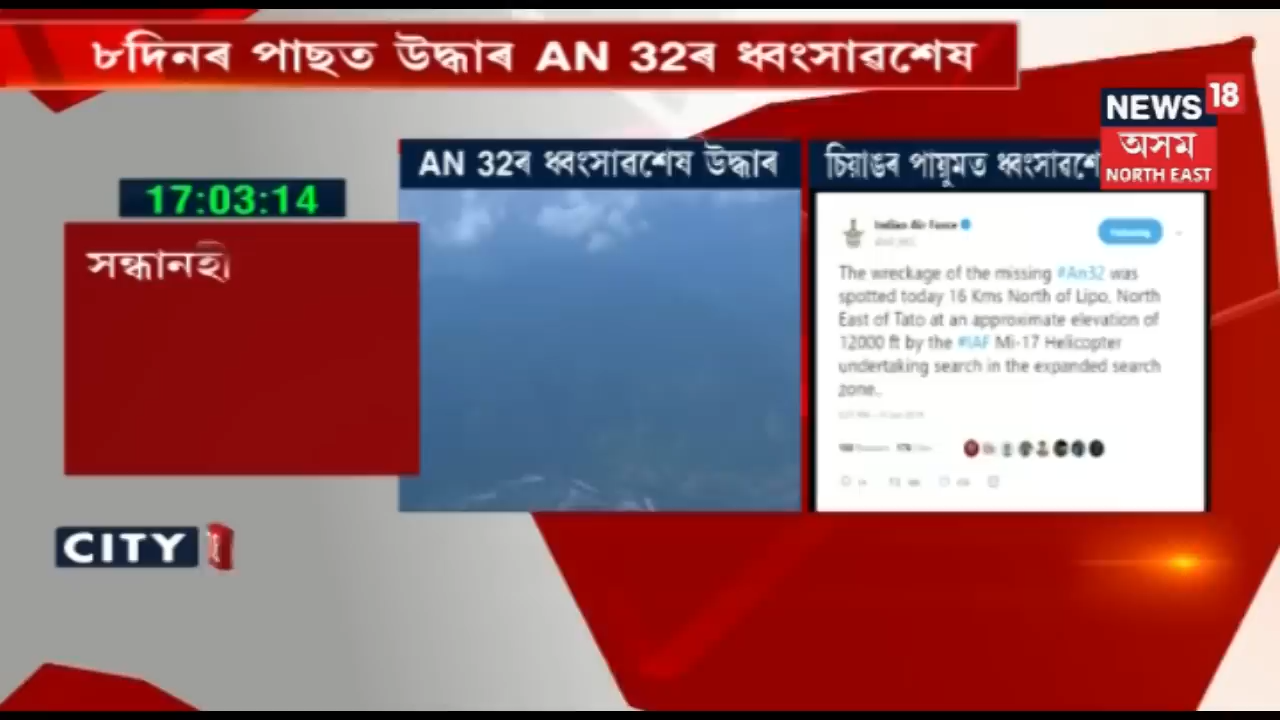 ৮দিনৰ পাছত উদ্ধাৰ AN 32ৰ ধ্বংসাৱশেষ
NEWS 18
অসম
NORTH EAST
AN 32ৰ ধ্বংসাৱশেষ উদ্ধাৰ
চিয়াঙৰ পায়ুমত ধ্বংসাৱশে
17:03:14
সন্ধানহী
Indian Air Force
Following
The wreckage of the missing #An32 was
spotted today 16 Kms North of Lipo, North
East of Tato at an approximate elevation of
12000 ft by the #IAF Mi-17 Helicopter
undertaking search in the expanded search
zone..
CITY